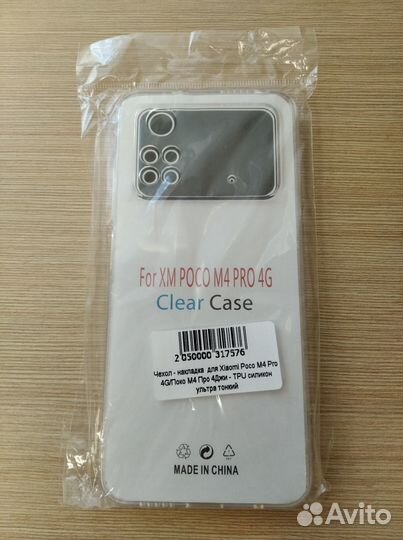 For XM POCO M4 PRO 4G
Clear Case
2 050000 317576
Чехол - накладка для Xiaomi Poco M4 Pro
4G/Поко М4 Про 4Джи - TPU силикон
ультра тонкий
MADE IN CHINA
Avito